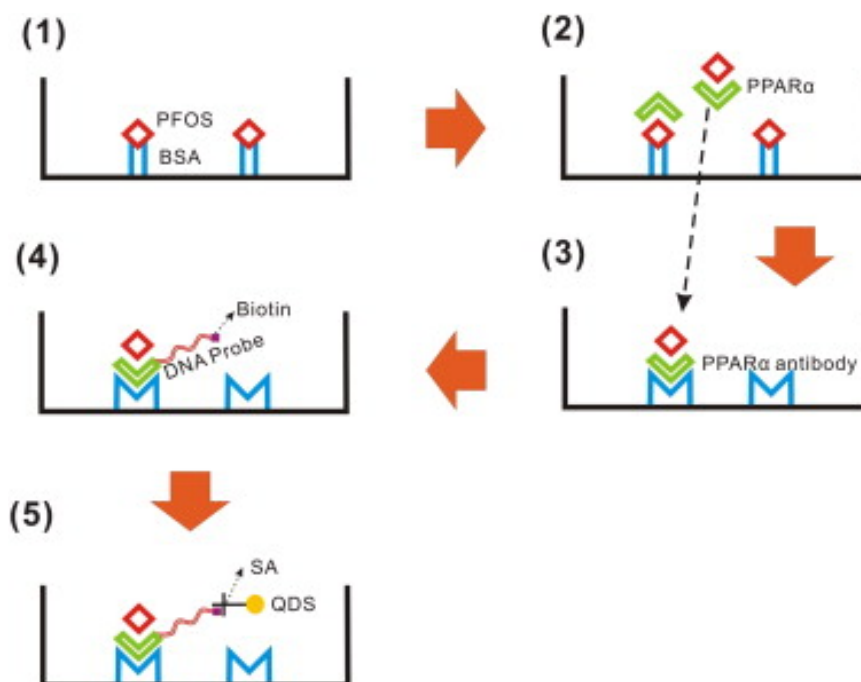 (1)
PFOS
BSA
(2)
PPARα
(3)
PPARα antibody
(4)
Biotin
DNA Probe
(5)
SA
QDS